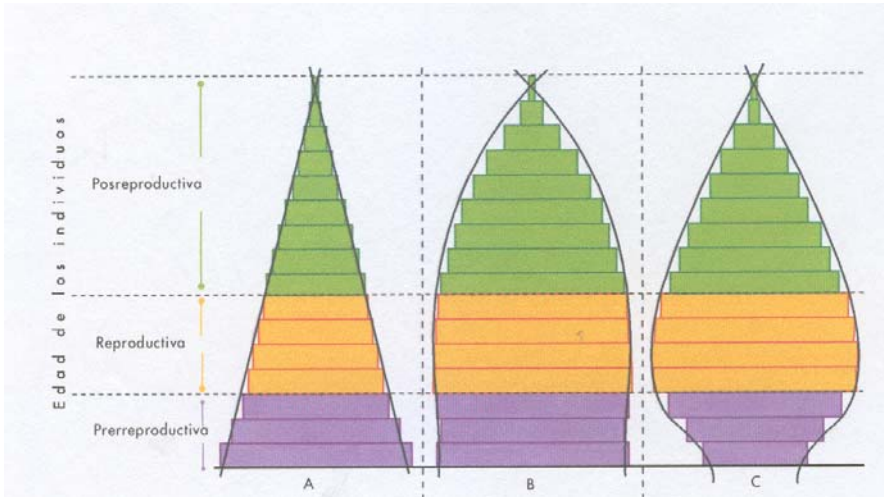 Edad de los individuos
Posreproductiva
Reproductiva
Prerreproductiva
A
B
C